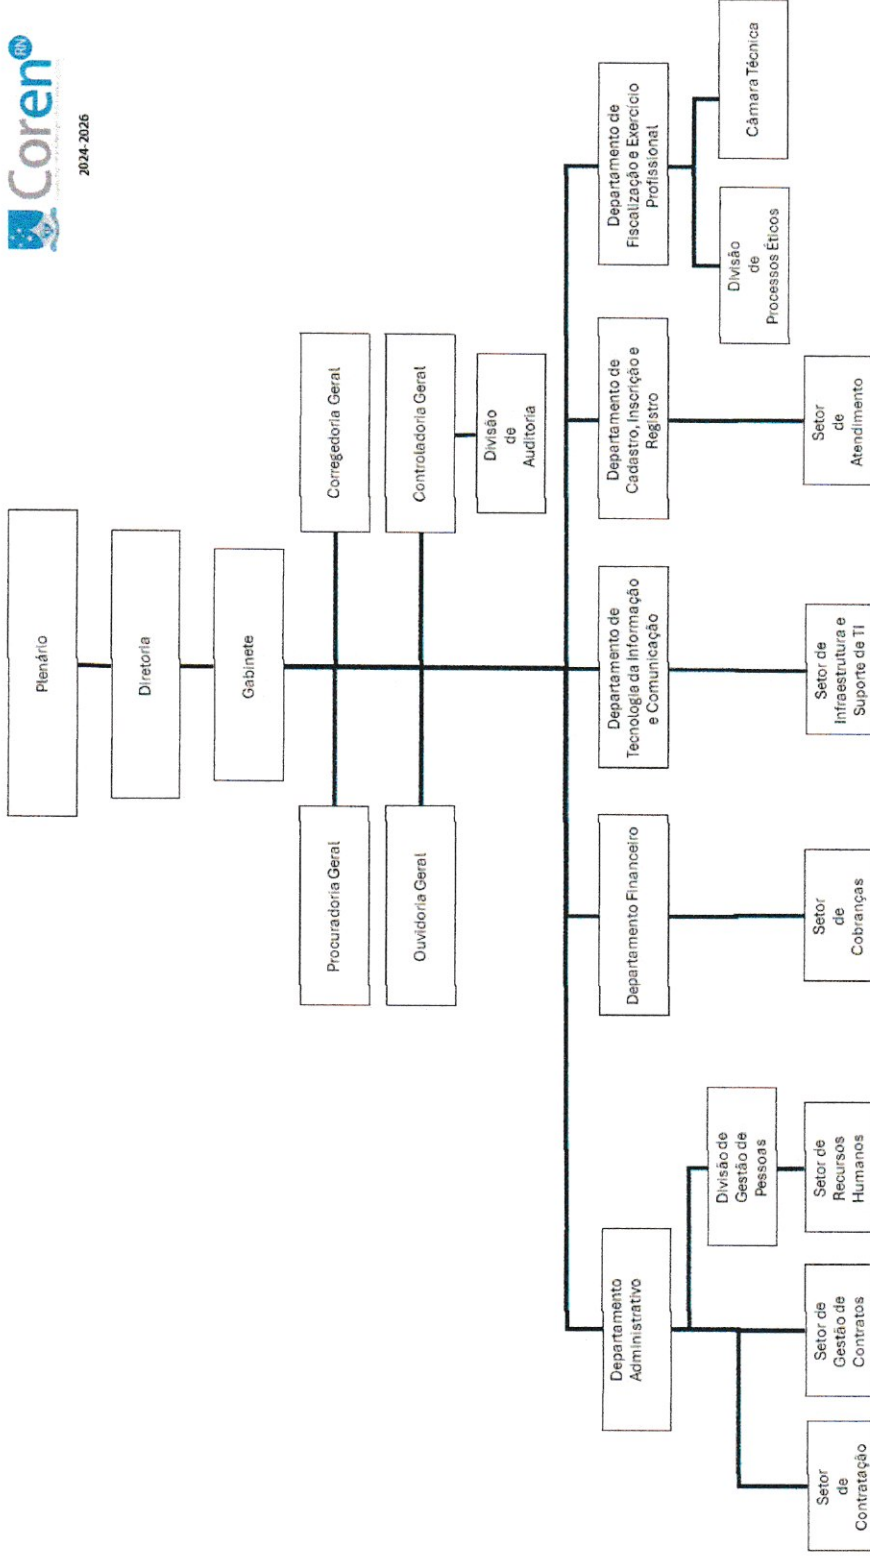 Coren RN
2024-2026
Plenário
Diretoria
Gabinete
Procuradoria Geral
Corregedoria Geral
Ouvidoria Geral
Controladoria Geral
Divisão
de
Auditoria
Departamento
Administrativo
Departamento Financeiro
Departamento de
Tecnologia da Informação
e Comunicação
Departamento de
Cadastro, Inscrição e
Registro
Departamento de
Fiscalização e Exercício
Profissional
Divisão de
Gestão de
Pessoas
Divisão
de
Processos Éticos
Câmara Técnica
Setor
de
Contratação
Setor de
Gestão de
Contratos
Setor de
Recursos
Humanos
Setor
de
Cobranças
Setor de
Infraestrutura e
Suporte de TI
Setor
de
Atendimento